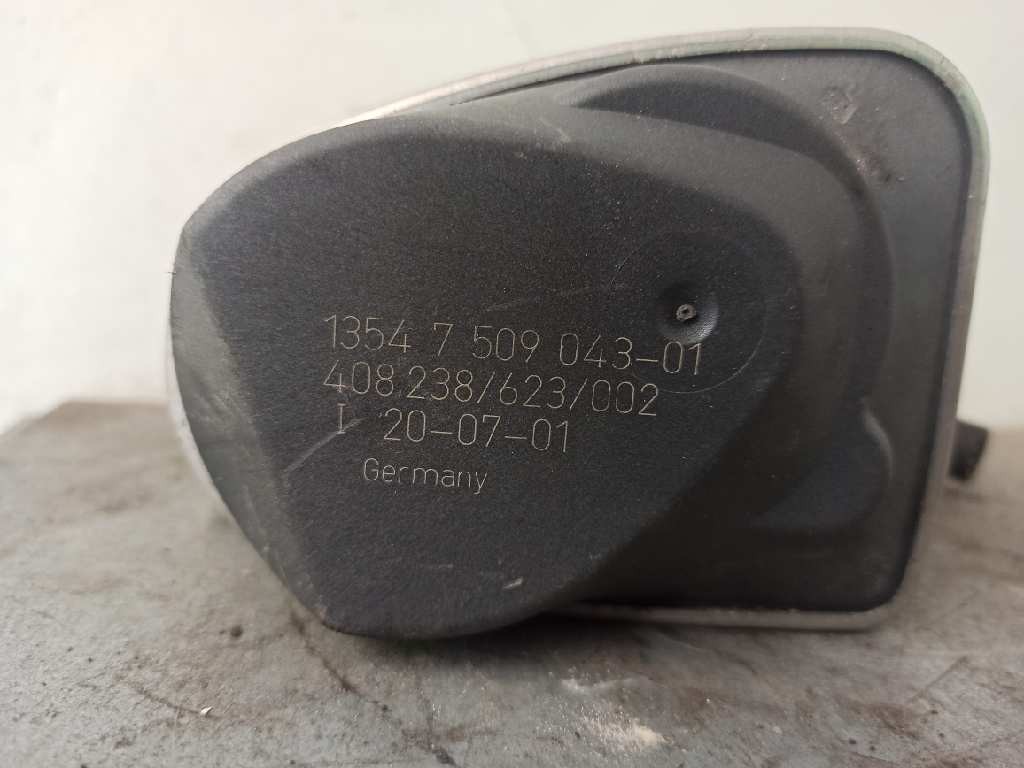 1354 7 509 043-01
408 238/623/002
I 20-07-01
Germany